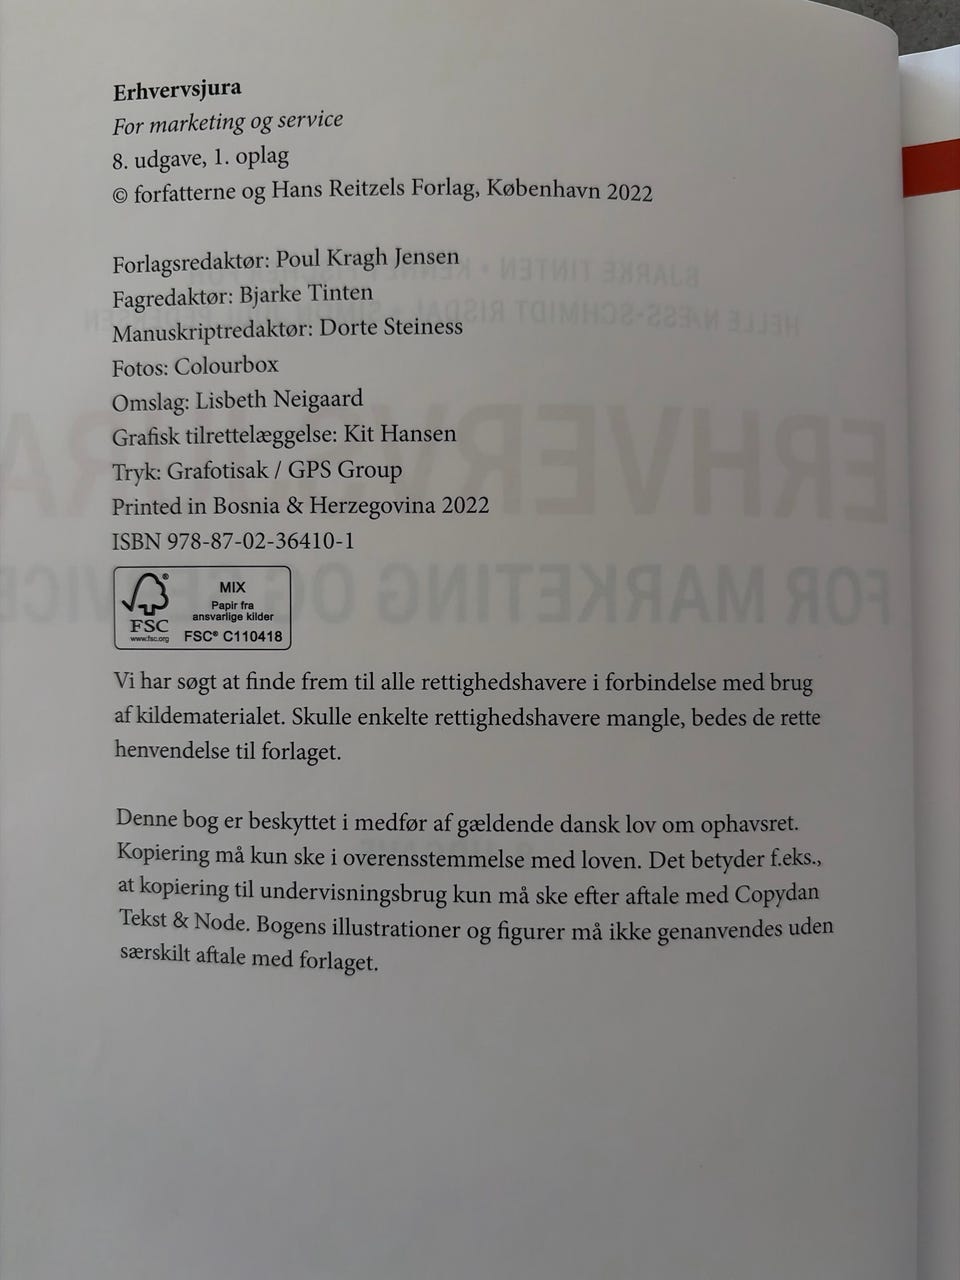 Erhvervsjura
For marketing og service
8. udgave, 1. oplag
© forfatterne og Hans Reitzels Forlag, København 2022
Forlagsredaktør: Poul Kragh Jensen
Fagredaktør: Bjarke Tinten
Manuskriptredaktør: Dorte Steiness
Fotos: Colourbox
Omslag: Lisbeth Neigaard
Grafisk tilrettelæggelse: Kit Hansen
Tryk: Grafotisak / GPS Group
Printed in Bosnia & Herzegovina 2022
ISBN 978-87-02-36410-1
FSC
www.fsc.org
MIX
Papir fra
ansvarlige kilder
FSC® C110418
Vi har søgt at finde frem til alle rettighedshavere i forbindelse med brug
af kildematerialet. Skulle enkelte rettighedshavere mangle, bedes de rette
henvendelse til forlaget.
Denne bog er beskyttet i medfør af gældende dansk lov om ophavsret.
Kopiering må kun ske i overensstemmelse med loven. Det betyder f.eks.,
at kopiering til undervisningsbrug kun må ske efter aftale med Copydan
Tekst & Node. Bogens illustrationer og figurer må ikke genanvendes uden
særskilt aftale med forlaget.